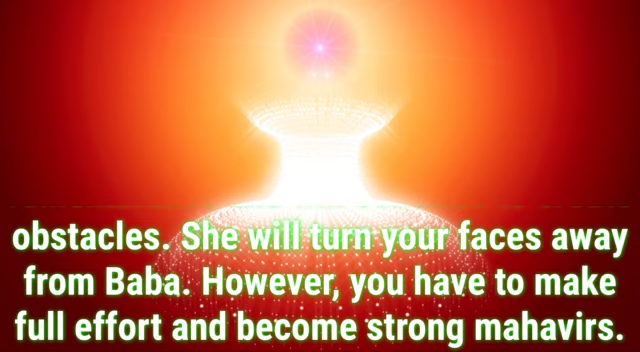 obstacles. She will turn your faces away
from Baba. However, you have to make
full effort and become strong mahavirs.